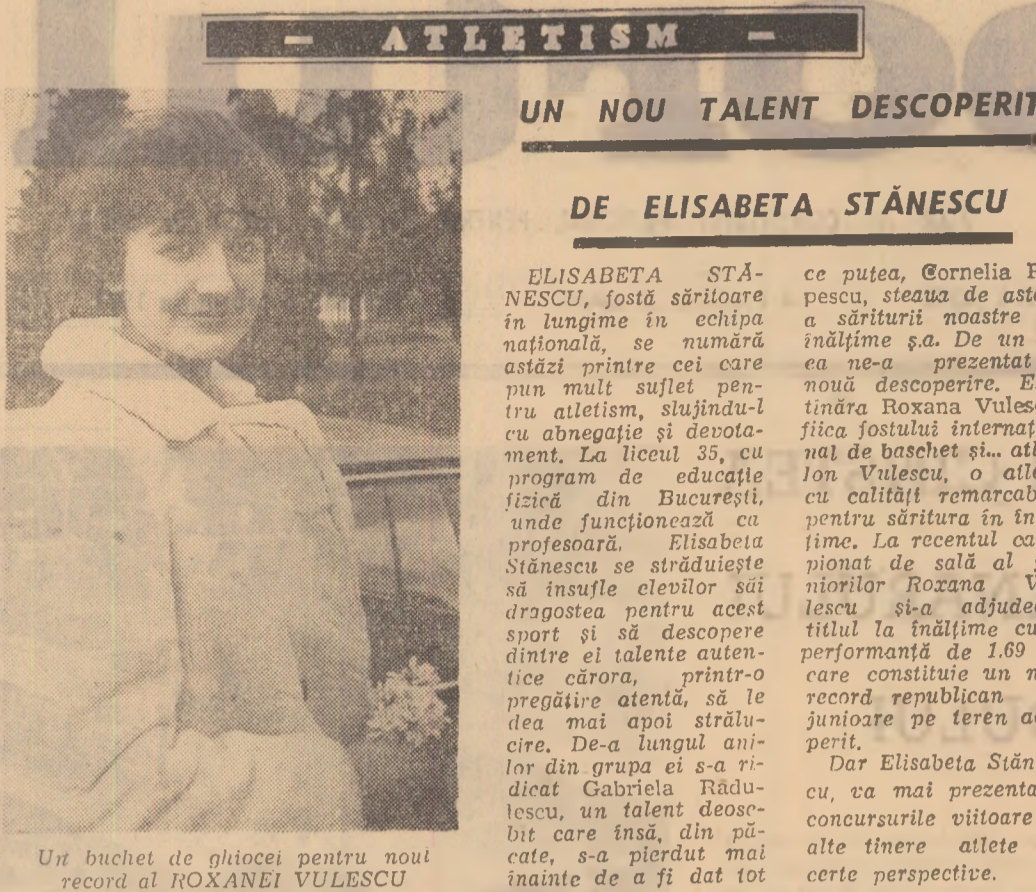 — ATLETISM —
UN NOU TALENT DESCOPERIT
DE ELISABETA STĂNESCU
ELISABETA STĂ-
NESCU, fostă săritoare
în lungime în echipa
națională, se numără
astăzi printre cei care
pun mult suflet pen-
tru atletism, slujindu-l
cu abnegație și devota-
ment. La liceul 35, cu
program de educație
fizică din București,
unde funcționează ca
profesoară, Elisabeta
Stănescu se străduiește
să insufle elevilor săi
dragostea pentru acest
sport și să descopere
dintre ei talente auten-
tice cărora, printr-o
pregătire atentă, să le
dea mai apoi strălu-
cire. De-a lungul ani-
lor din grupa ei s-a ri-
dicat Gabriela Rădu-
lescu, un talent deose-
bit care însă, din pă-
cate, s-a pierdut mai
înainte de a fi dat tot
ce putea, Cornelia
pescu, steaua de
a săriturii noastre
înălțime ș.a. De un
ea ne-a prezentat
nouă descoperire.
tînăra Roxana
fiica fostului
nal de baschet și...
Ion Vulescu, o
cu calități
pentru săritura în
țime. La recentul
pionat de sală al
niorilor Roxana
lescu și-a
titlul la înălțime cu
performanță de 1.69
care constituie un
record republican
junioare pe teren
perit.
Dar Elisabeta
cu, va mai
concursurile viitoare
alte tinere atlete
certe perspective.
Un buchet de ghiocei pentru noul
record al ROXANEI VULESCU